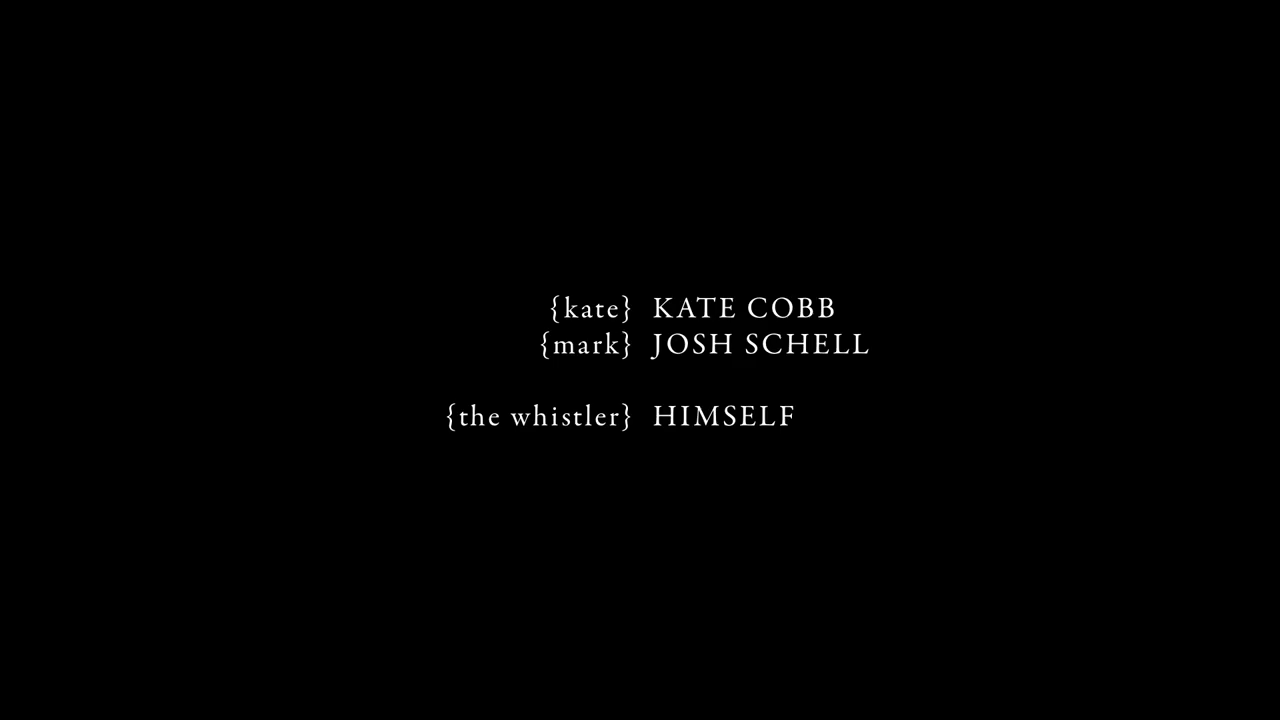 {kate} KATE COBB
{mark} JOSH SCHELL
{the whistler} HIMSELF